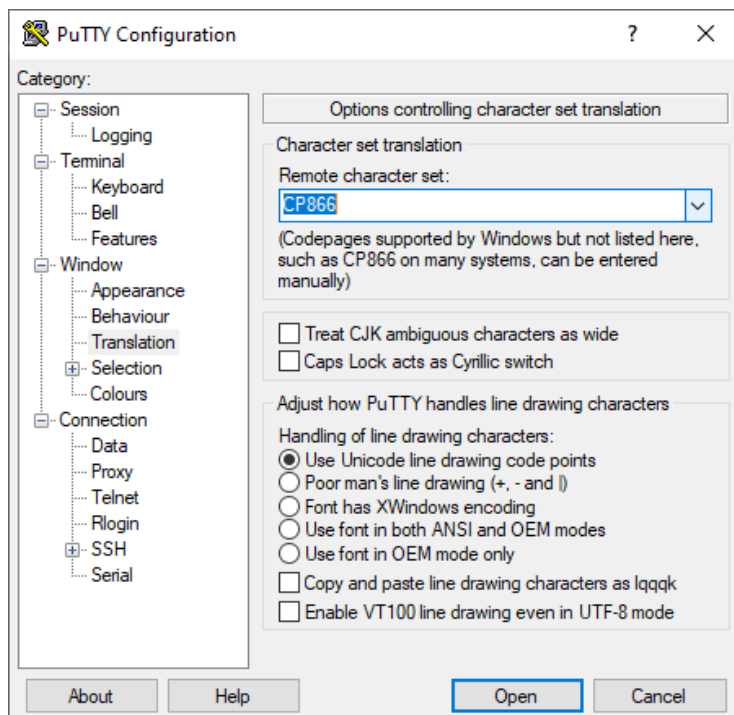 PuTTY Configuration
?
Category:
Session
Logging
Terminal
Keyboard
Bell
Features
Window
Appearance
Behaviour
Translation
Selection
Colours
Connection
Data
Proxy
Telnet
Rlogin
SSH
Serial
Options controlling character set translation
Character set translation
Remote character set:
CP866
(Codepages supported by Windows but not listed here,
such as CP866 on many systems, can be entered
manually)
Treat CJK ambiguous characters as wide
Caps Lock acts as Cyrillic switch
Adjust how PuTTY handles line drawing characters
Handling of line drawing characters:
Use Unicode line drawing code points
Poor man's line drawing (+, - and |)
Font has XWindows encoding
Use font in both ANSI and OEM modes
Use font in OEM mode only
Copy and paste line drawing characters as lqqqk
Enable VT100 line drawing even in UTF-8 mode
About
Help
Open
Cancel